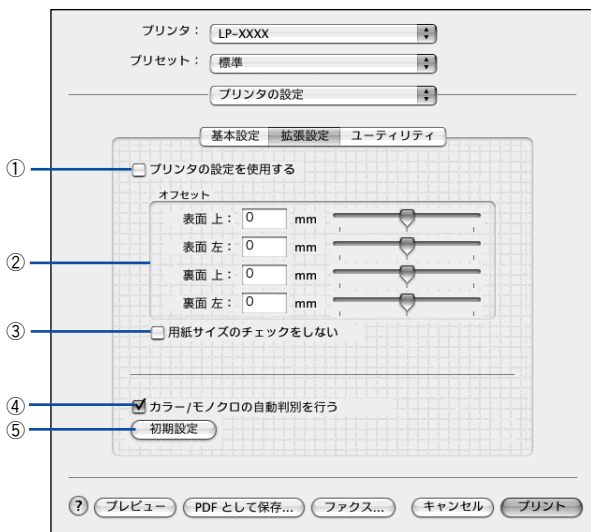 プリンタ： LP-XXXX
プリセット： 標準
プリンタの設定
基本設定 拡張設定 ユーティリティ
① プリンタの設定を使用する
オフセット
表面 上： 0 mm
表面 左： 0 mm
②
裏面 上： 0 mm
裏面 左： 0 mm
③ 用紙サイズのチェックをしない
④ カラー/モノクロの自動判別を行う
⑤ 初期設定
? プレビュー PDF として保存... ファクス... キャンセル プリント